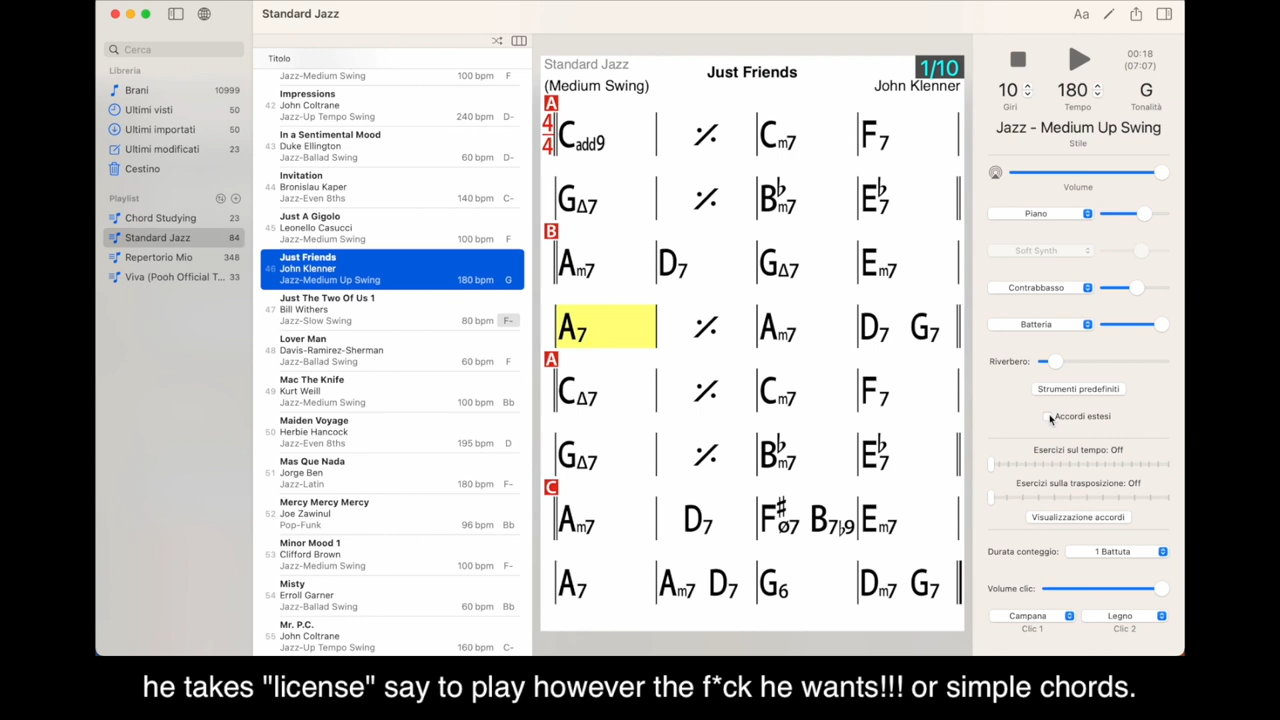 Standard Jazz
Aa
Cerca
Libreria
Brani 10999
Ultimi visti 50
Ultimi importati 50
Ultimi modificati 23
Cestino
Playlist
Chord Studying 23
Standard Jazz 84
Repertorio Mio 348
Viva (Pooh Official T... 33
Titolo
Jazz-Medium Swing 100 bpm F
Impressions
42 John Coltrane
Jazz-Up Tempo Swing 240 bpm D-
In a Sentimental Mood
43 Duke Ellington
Jazz-Ballad Swing 60 bpm D-
Invitation
44 Bronislau Kaper
Jazz-Even 8ths 140 bpm C-
Just A Gigolo
45 Leonello Casucci
Jazz-Medium Swing 100 bpm F
Just Friends
46 John Klenner
Jazz-Medium Up Swing 180 bpm G
Just The Two Of Us 1
47 Bill Withers
Jazz-Slow Swing 80 bpm F-
Lover Man
48 Davis-Ramirez-Sherman
Jazz-Ballad Swing 60 bpm F
Mac The Knife
49 Kurt Weill
Jazz-Medium Swing 100 bpm Bb
Maiden Voyage
50 Herbie Hancock
Jazz-Even 8ths 195 bpm D
Mas Que Nada
51 Jorge Ben
Jazz-Latin 180 bpm F-
Mercy Mercy Mercy
52 Joe Zawinul
Pop-Funk 96 bpm Bb
Minor Mood 1
53 Clifford Brown
Jazz-Medium Swing 100 bpm F-
Misty
54 Erroll Garner
Jazz-Ballad Swing 60 bpm Bb
Mr. P.C.
55 John Coltrane
Jazz-Up Tempo Swing 160 bpm C-
Standard Jazz 1/10
Just Friends
(Medium Swing) John Klenner
A
4/4 Cadd9 𝄎 Cm7 F7
GΔ7 𝄎 B♭m7 E♭7
B
Am7 D7 GΔ7 Em7
A7 𝄎 Am7 D7 G7
A
CΔ7 𝄎 Cm7 F7
GΔ7 𝄎 B♭m7 E♭7
C
Am7 D7 F♯ø7 B7♭9 Em7
A7 Am7 D7 G6 Dm7 G7
00:18
(07:07)
10 180 G
Giri Tempo Tonalità
Jazz - Medium Up Swing
Stile
Volume
Piano
Soft Synth
Contrabbasso
Batteria
Riverbero:
Strumenti predefiniti
Accordi estesi
Esercizi sul tempo: Off
Esercizi sulla trasposizione: Off
Visualizzazione accordi
Durata conteggio: 1 Battuta
Volume clic:
Campana Legno
Clic 1 Clic 2
he takes "license" say to play however the f*ck he wants!!! or simple chords.